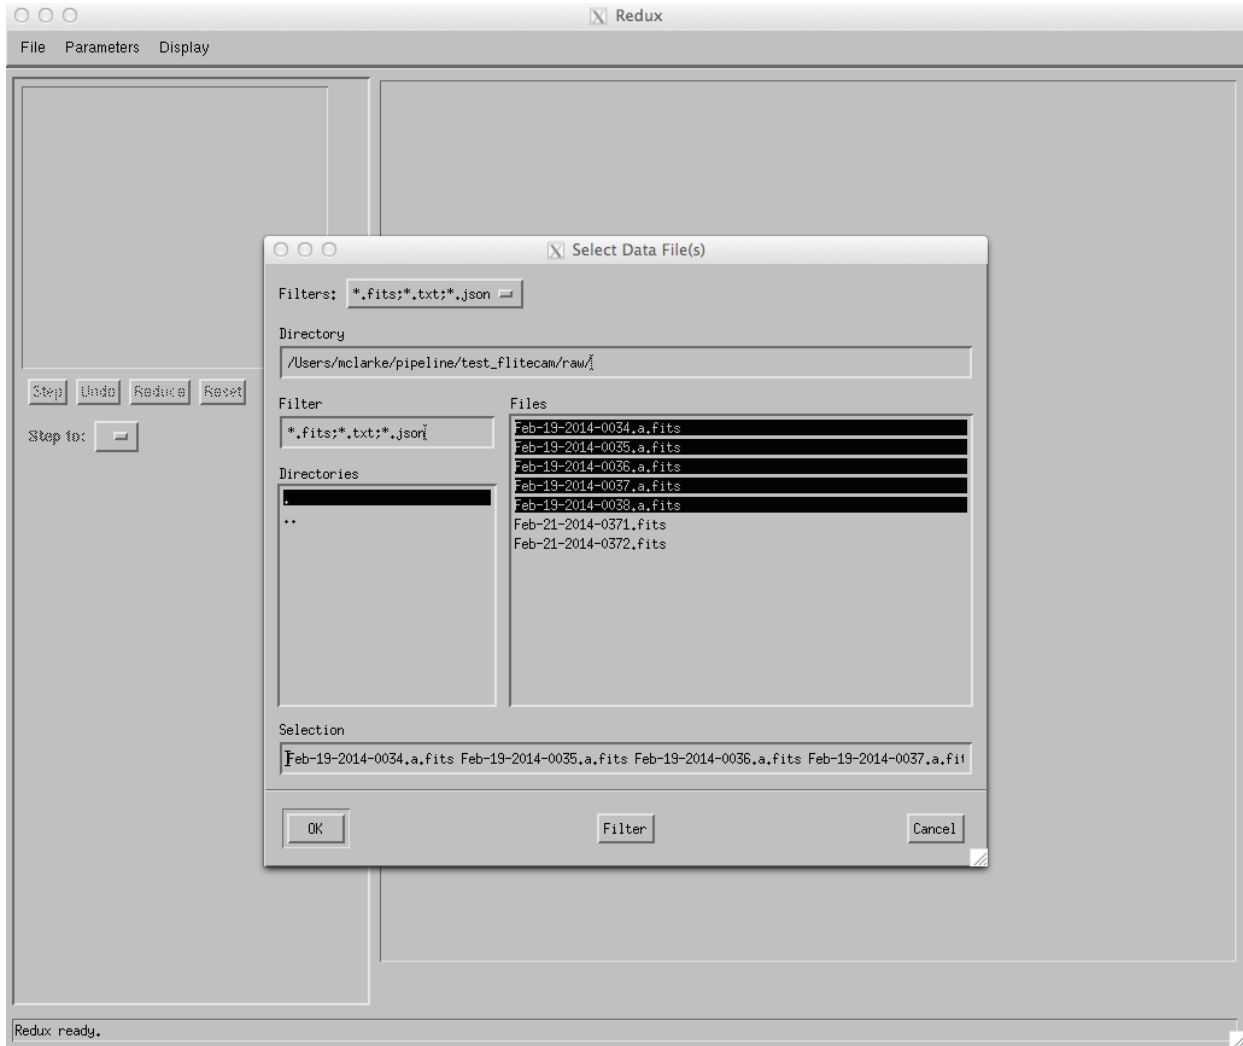 Redux
File Parameters Display
Select Data File(s)
Filters: *.fits;*.txt;*.json
Directory
/Users/mclarke/pipeline/test_flitecam/raw/
Step Undo Reduce Reset
Step to:
Filter
*.fits;*.txt;*.json
Directories
.
..
Files
Feb-19-2014-0034.a.fits
Feb-19-2014-0035.a.fits
Feb-19-2014-0036.a.fits
Feb-19-2014-0037.a.fits
Feb-19-2014-0038.a.fits
Feb-21-2014-0371.fits
Feb-21-2014-0372.fits
Selection
Feb-19-2014-0034.a.fits Feb-19-2014-0035.a.fits Feb-19-2014-0036.a.fits Feb-19-2014-0037.a.fit
OK Filter Cancel
Redux ready.